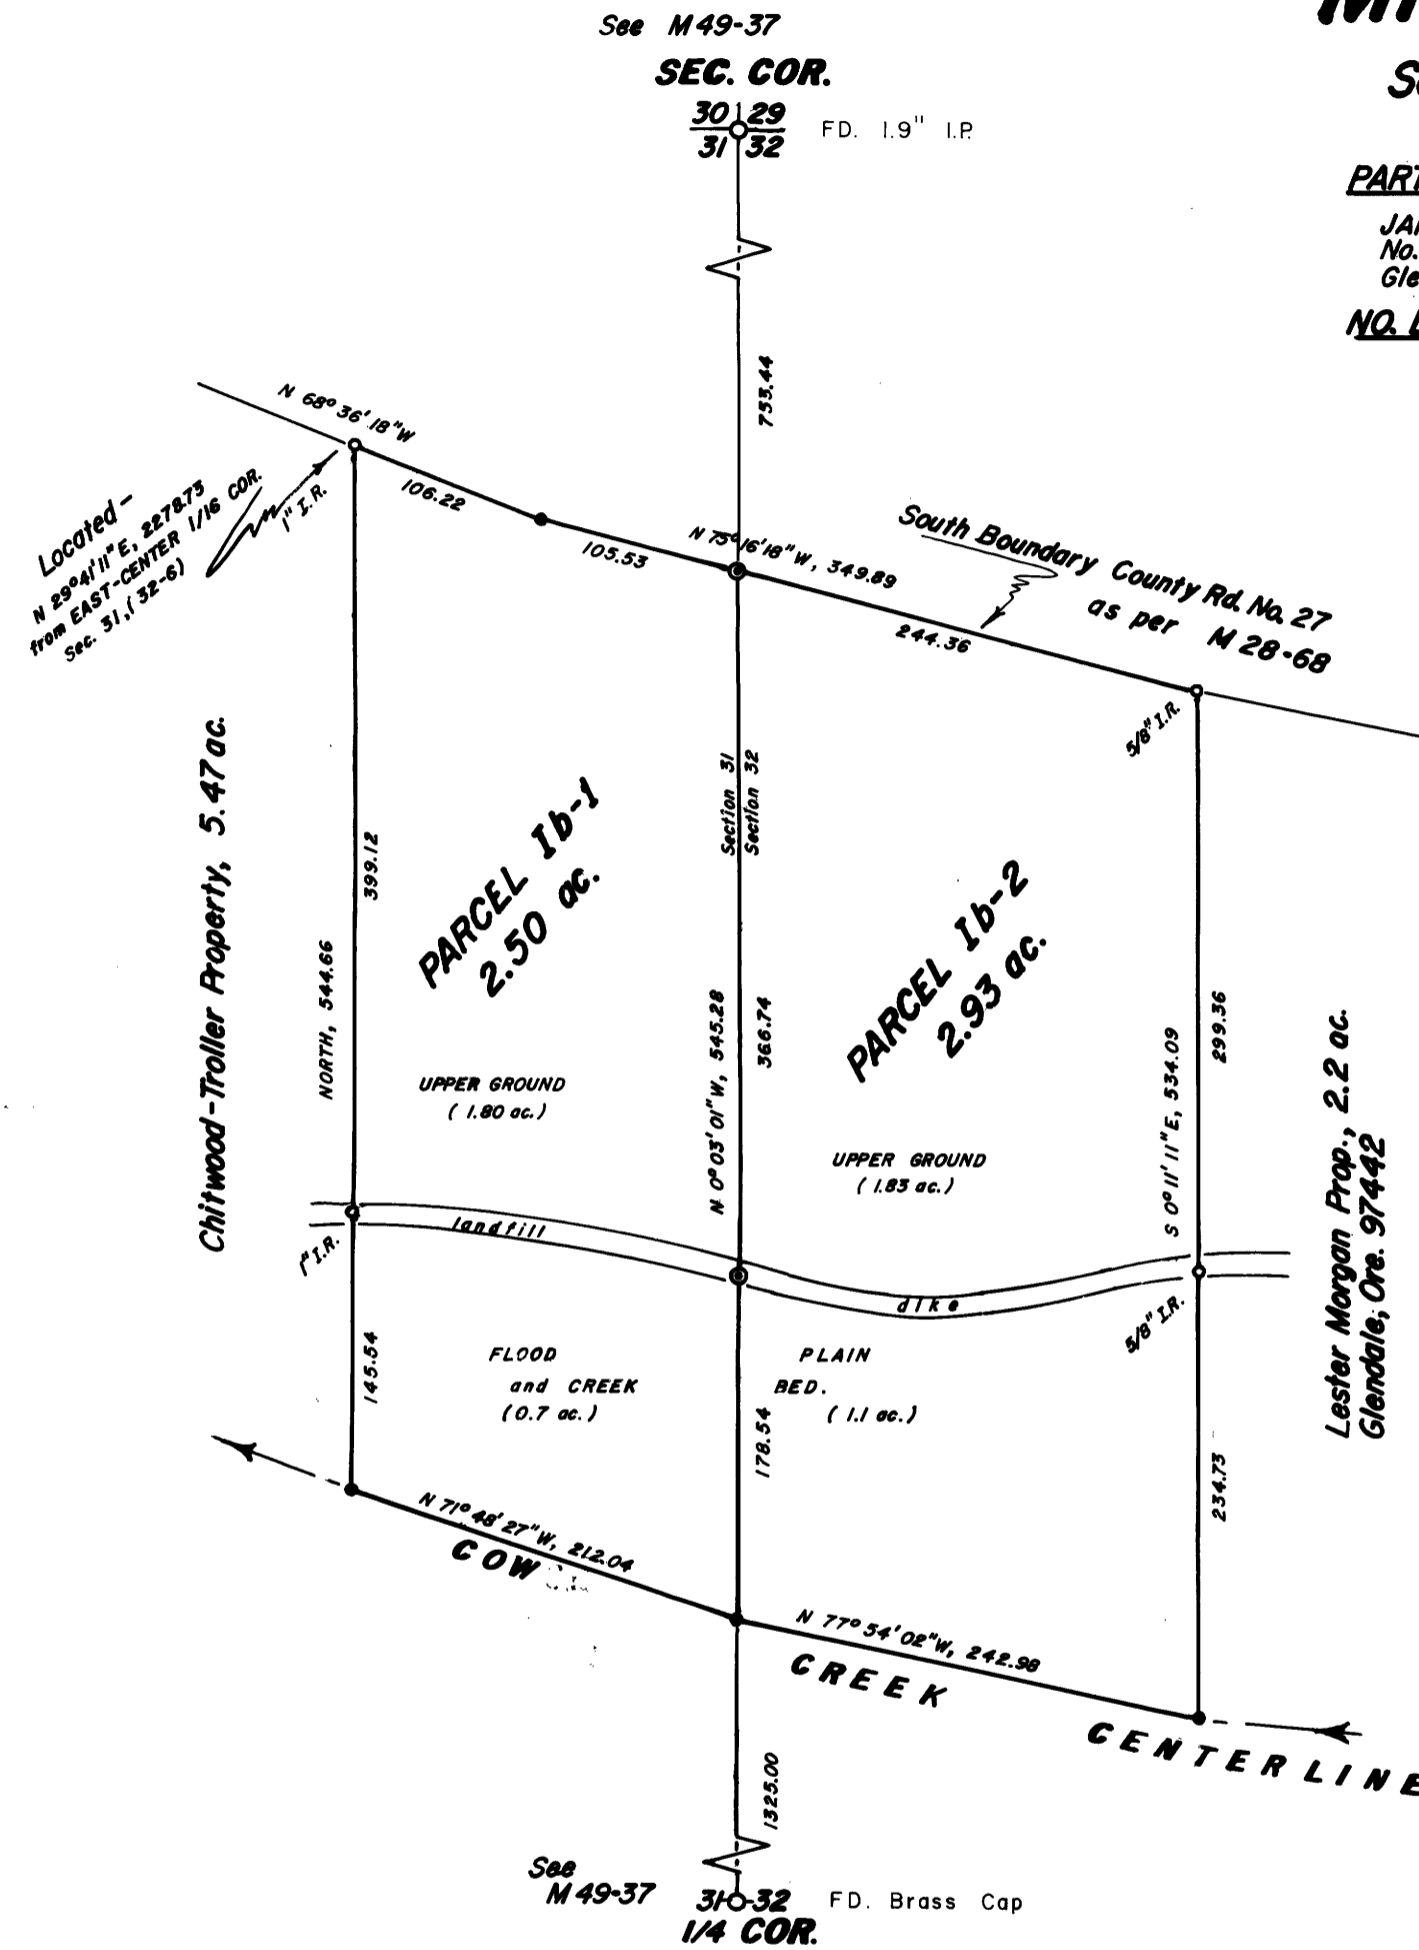 See M49-37
SEC. COR.
30 29
31 32
FD. 1.9" I.P.
PART
JA
No.
Gle
NO.
753.44
N 68° 36' 18" W
106.22
105.53
N 75° 16' 18" W, 349.89
244.36
South Boundary County Rd. No. 27
as per M 28-68
Located -
N 29°41'11" E, 2278.73
from EAST-CENTER 1/16 COR.
Sec. 31, (32-6)
1" I.R.
5/8" I.R.
Chitwood-Troller Property, 5.47 ac.
399.12
NORTH, 544.66
PARCEL Ib-1
2.50 ac.
UPPER GROUND
( 1.80 ac.)
Section 31
Section 32
N 0° 03' 01" W, 545.28
366.74
PARCEL Ib-2
2.93 ac.
UPPER GROUND
( 1.83 ac.)
S 0° 11' 11" E, 534.09
299.36
Lester Morgan Prop., 2.2 ac.
Glendale, Ore. 97442
landfill
dike
1" I.R.
5/8" I.R.
145.54
FLOOD PLAIN
and CREEK BED.
(0.7 ac.) ( 1.1 ac.)
178.54
234.73
N 71° 48' 27" W, 212.04
COW
N 77° 54' 02" W, 242.98
CREEK
CENTERLINE
1325.00
See
M49-37
31-32
FD. Brass Cap
1/4 COR.